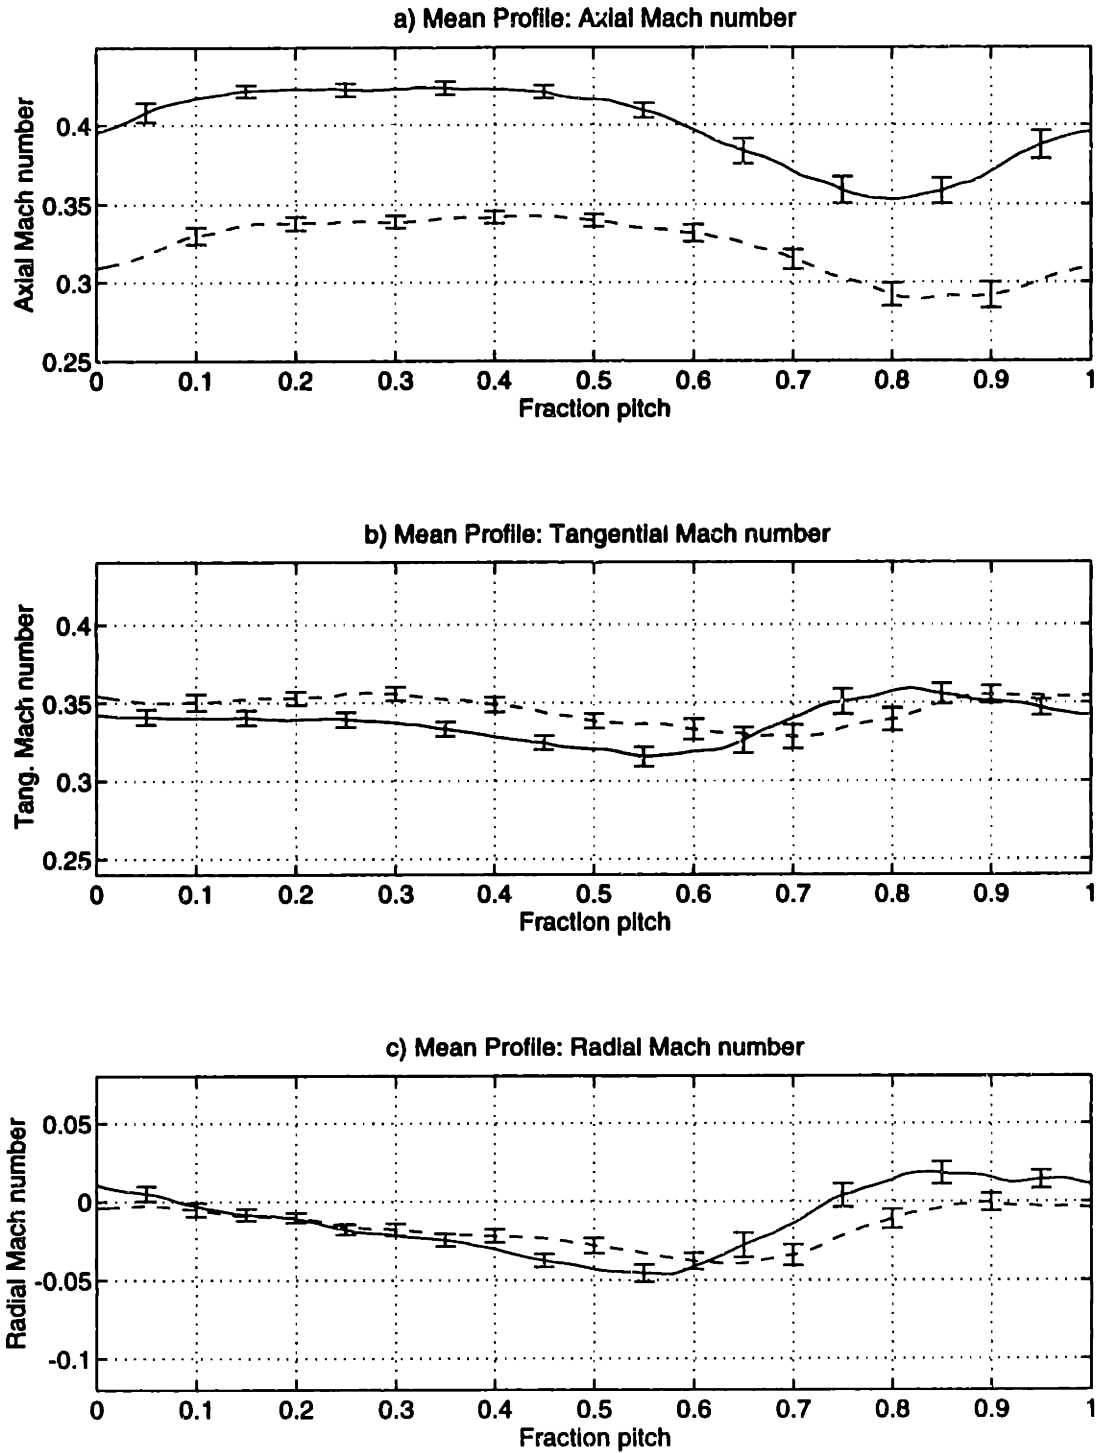 a) Mean Profile: Axial Mach number
Axial Mach number
0.4
0.35
0.3
0.25
0 0.1 0.2 0.3 0.4 0.5 0.6 0.7 0.8 0.9 1
Fraction pitch
b) Mean Profile: Tangential Mach number
Tang. Mach number
0.4
0.35
0.3
0.25
0 0.1 0.2 0.3 0.4 0.5 0.6 0.7 0.8 0.9 1
Fraction pitch
c) Mean Profile: Radial Mach number
Radial Mach number
0.05
0
-0.05
-0.1
0 0.1 0.2 0.3 0.4 0.5 0.6 0.7 0.8 0.9 1
Fraction pitch